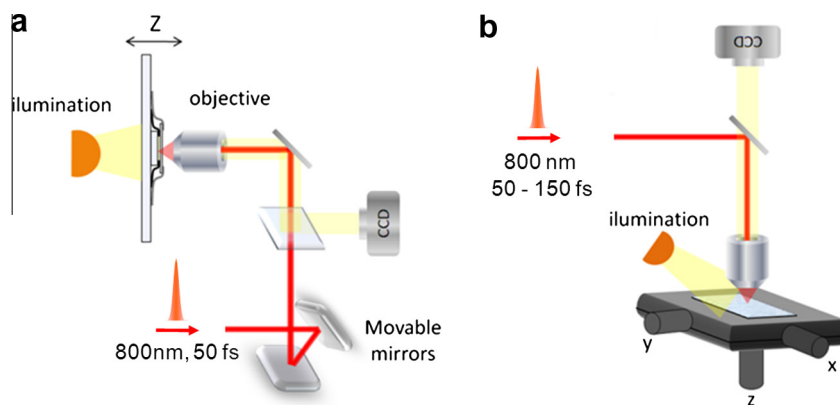 a
Z
ilumination
objective
CCD
800nm, 50 fs
Movable
mirrors
b
CCD
800 nm
50 - 150 fs
ilumination
y
x
z